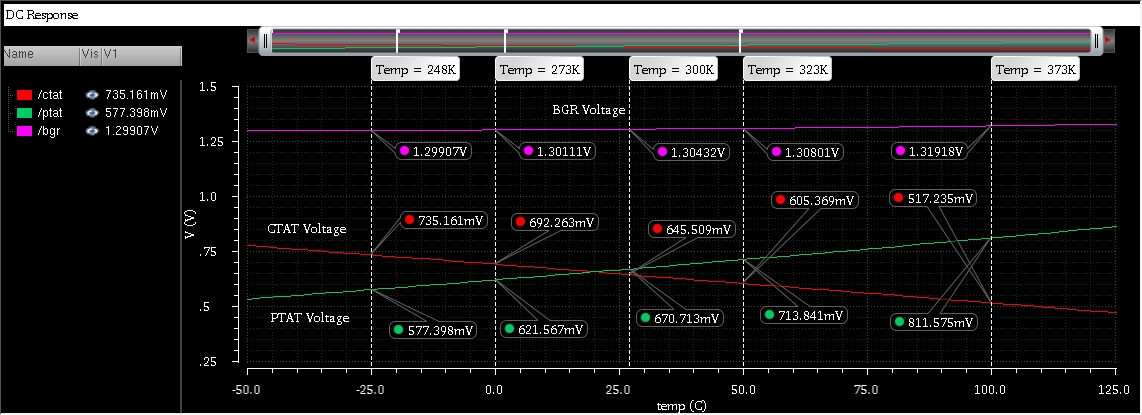 DC Response
Name Vis V1
/ctat 735.161mV
/ptat 577.398mV
/bgr 1.29907V
Temp = 248K Temp = 273K Temp = 300K Temp = 323K Temp = 373K
1.5
BGR Voltage
1.25
1.29907V 1.30111V 1.30432V 1.30801V 1.31918V
1.0
V (V)
CTAT Voltage
735.161mV 692.263mV 645.509mV 605.369mV 517.235mV
.75
.5
PTAT Voltage
577.398mV 621.567mV 670.713mV 713.841mV 811.575mV
.25
-50.0 -25.0 0.0 25.0 50.0 75.0 100.0 125.0
temp (C)